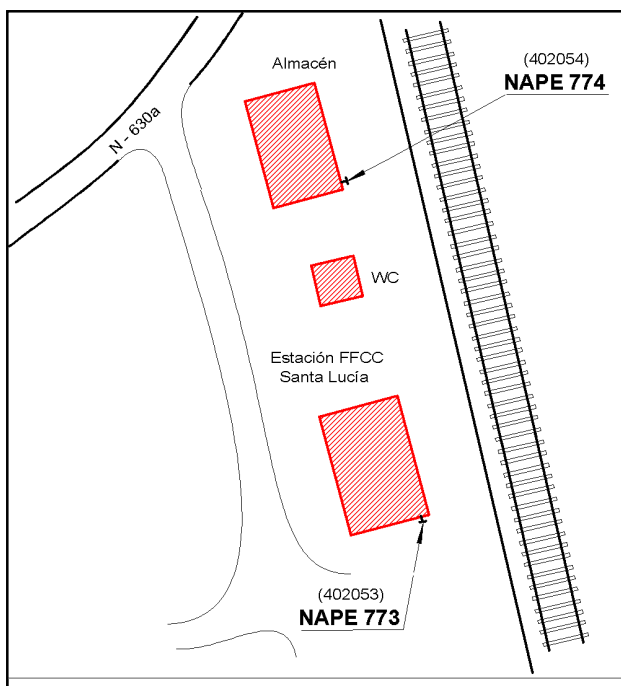 (402054)
Almacén
NAPE 774
N - 630a
WC
Estación FFCC
Santa Lucía
(402053)
NAPE 773